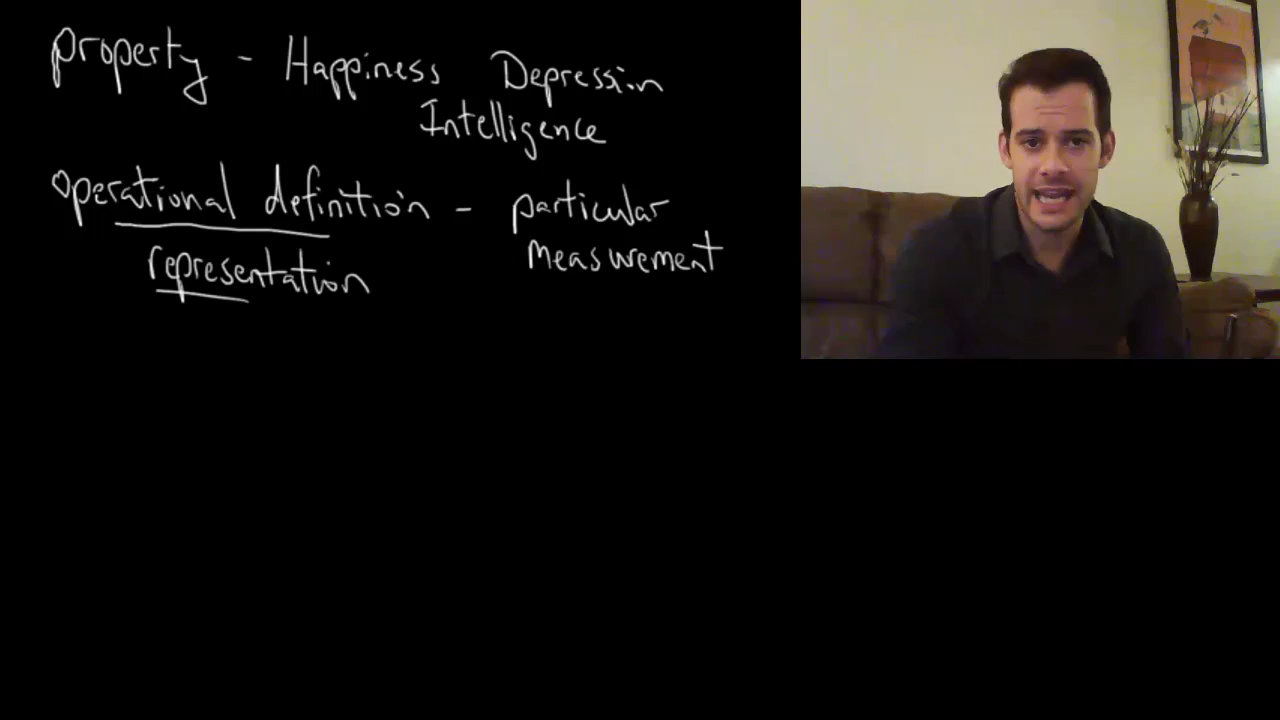 property - Happiness Depression
Intelligence
Operational definition - particular
measurement
representation